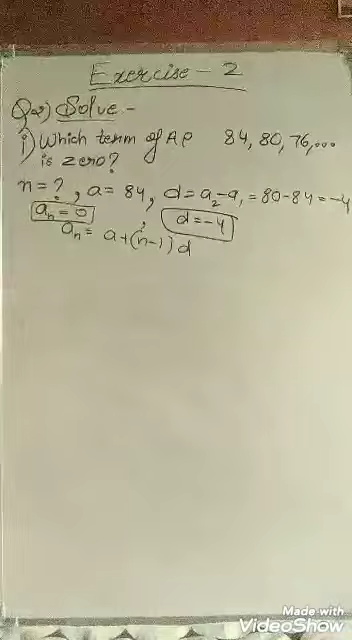 Exercise - 2
Q2) Solve -
i) Which term of AP 84, 80, 76,...
is zero?
n = ?, a = 84, d = a₂ - a₁ = 80 - 84 = -4
aₙ = 0, d = -4
aₙ = a + (n-1) d
Made with
VideoShow